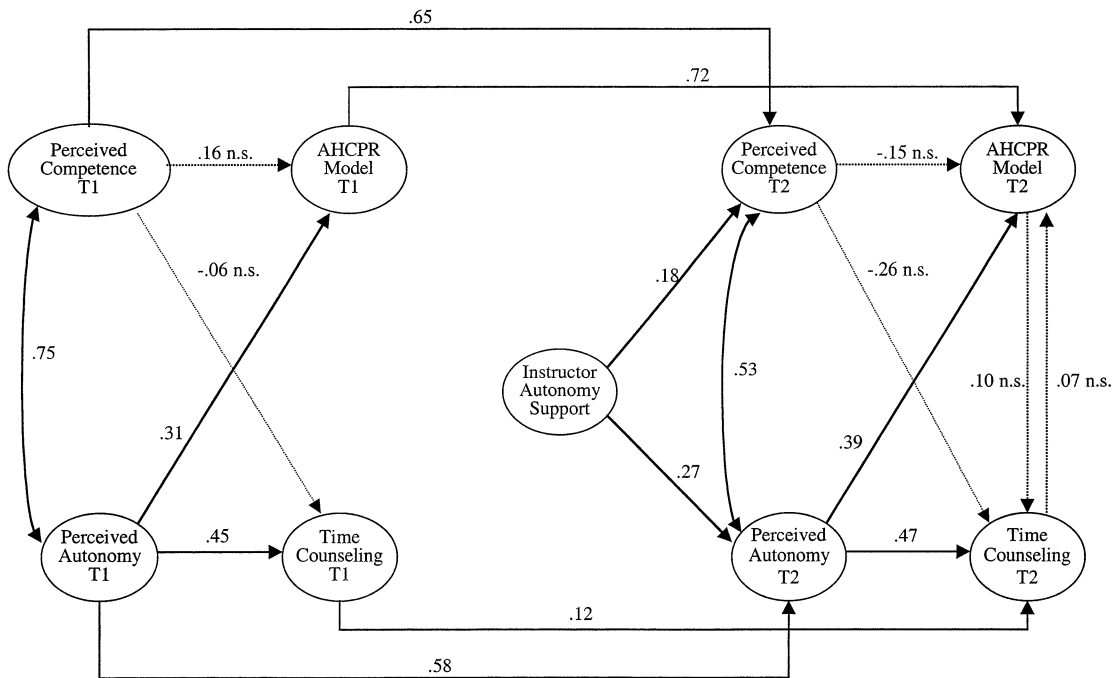 .65
.72
Perceived
Competence
T1
.16 n.s.
AHCPR
Model
T1
Perceived
Competence
T2
-.15 n.s.
AHCPR
Model
T2
-.06 n.s.
.18
-.26 n.s.
.75
Instructor
Autonomy
Support
.53
.10 n.s.
.07 n.s.
.31
.27
.39
Perceived
Autonomy
T1
.45
Time
Counseling
T1
Perceived
Autonomy
T2
.47
Time
Counseling
T2
.12
.58